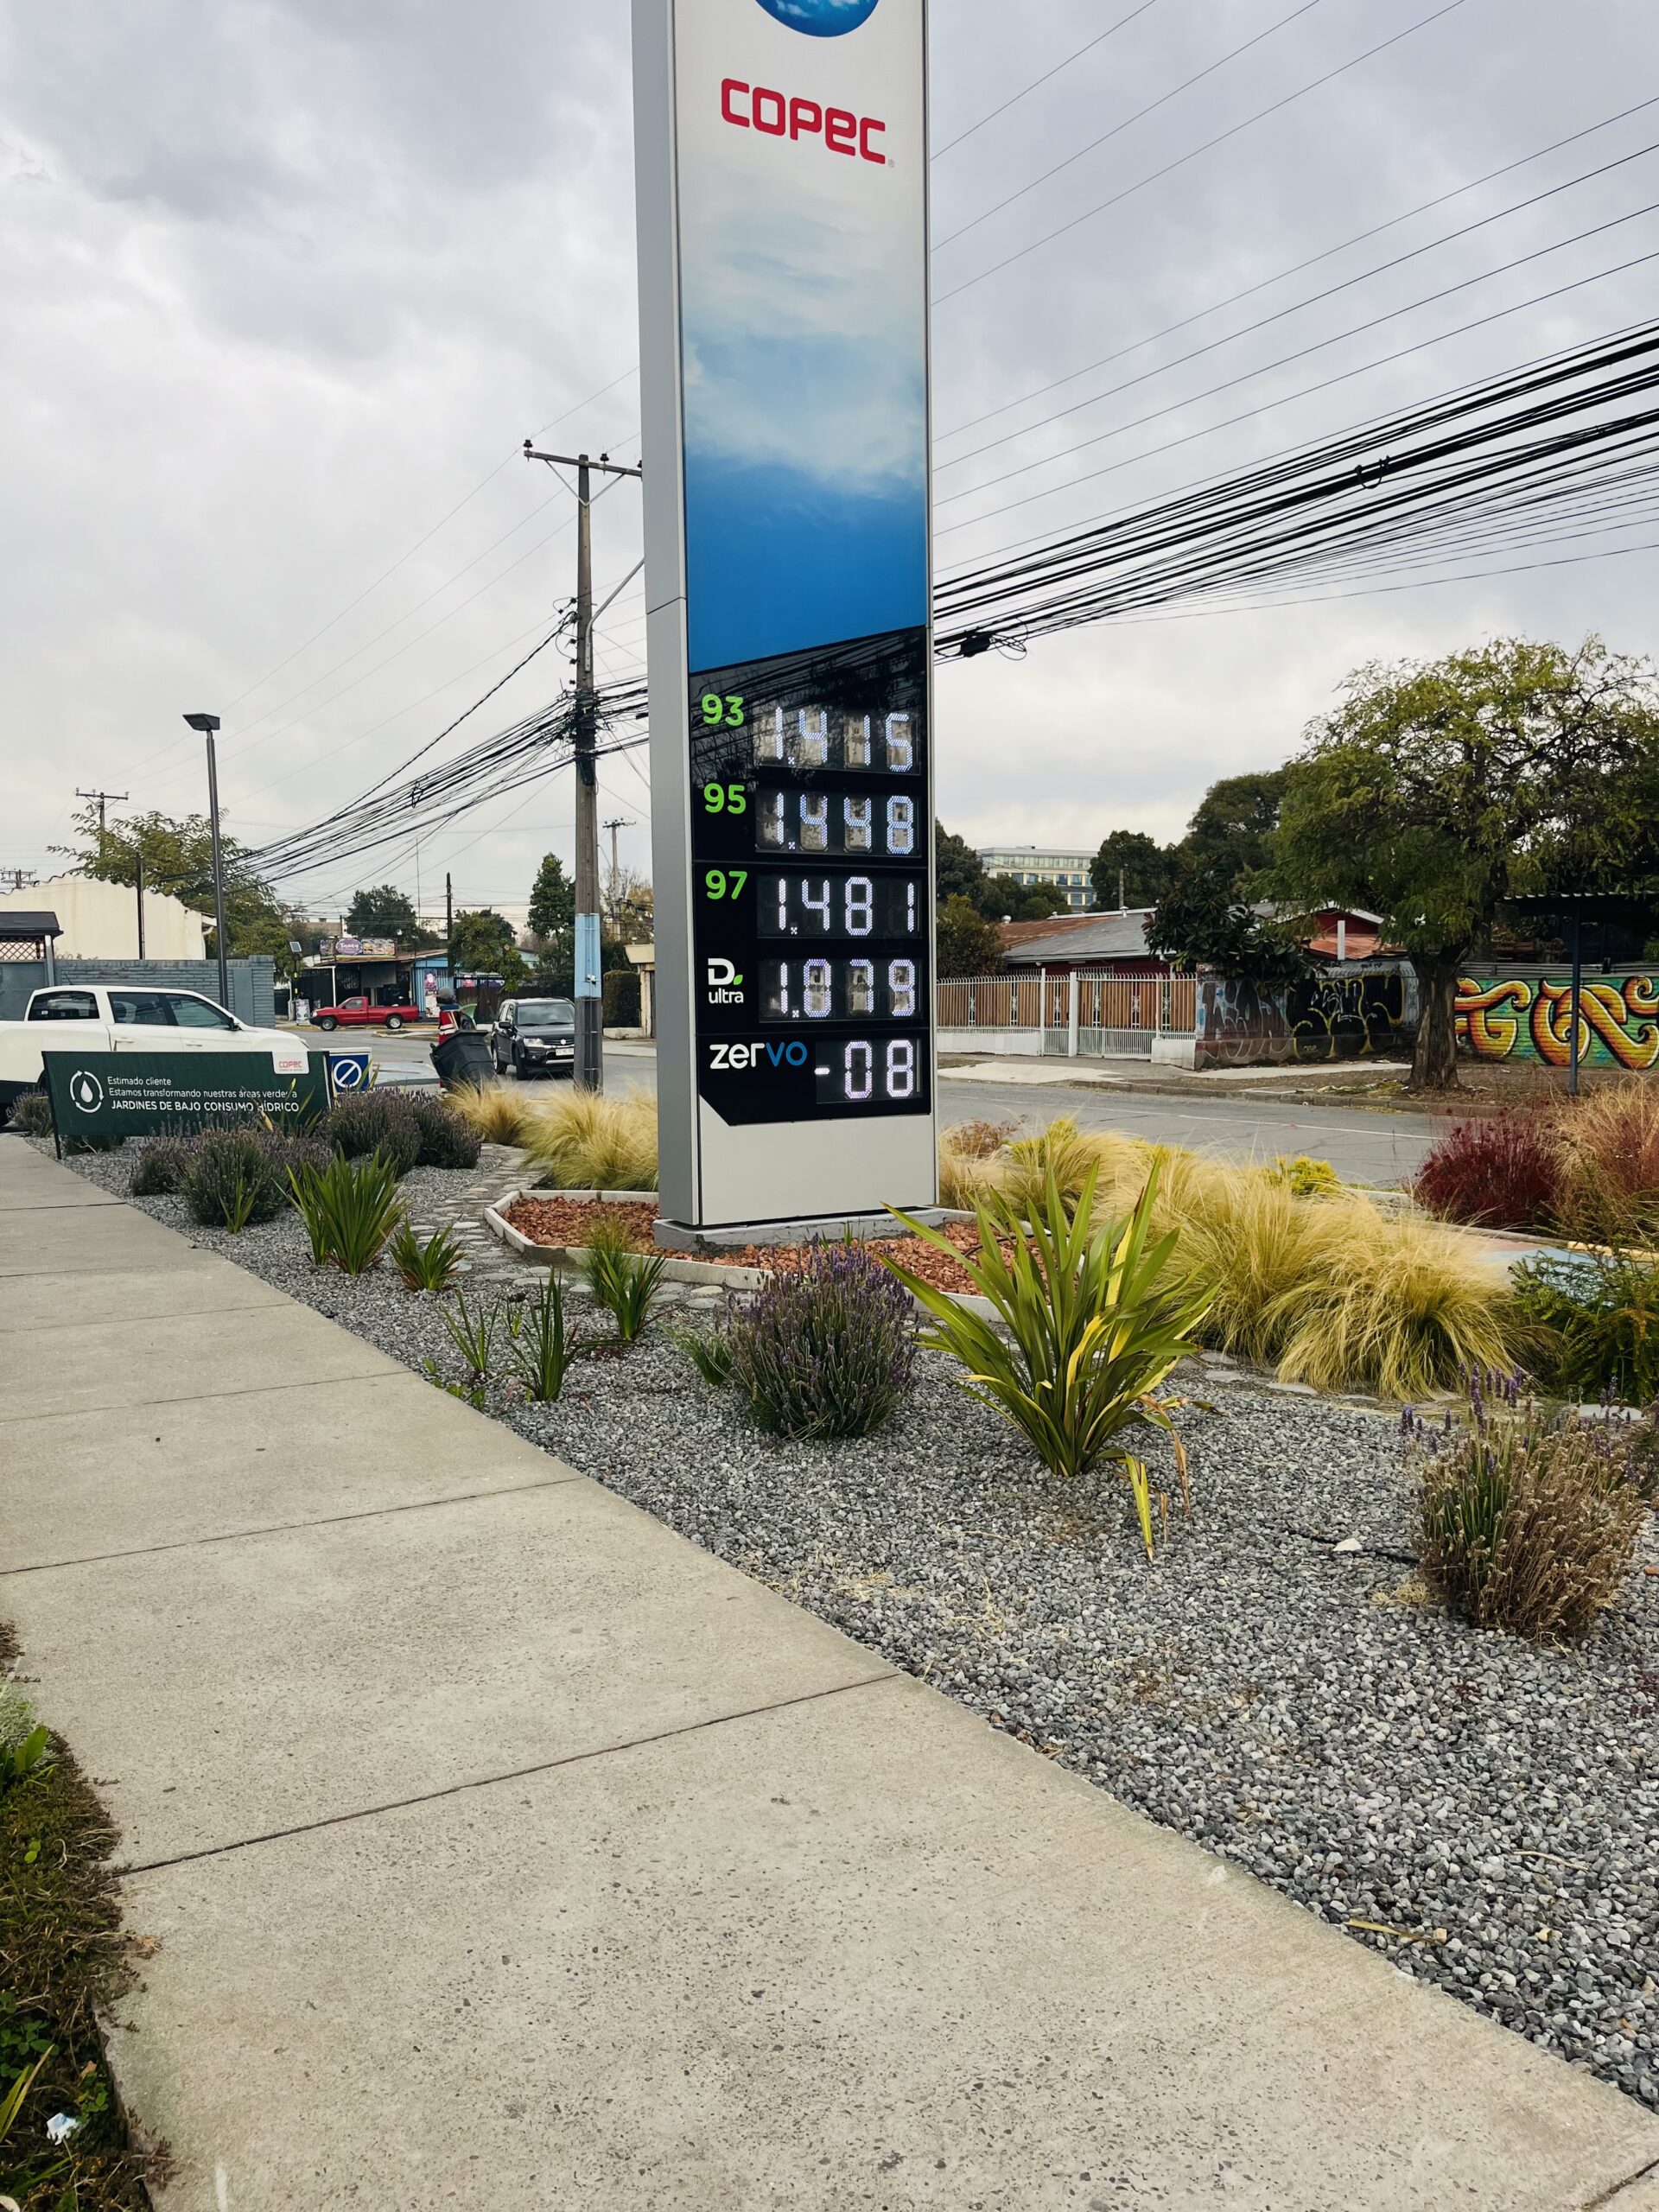 COPEC
93 1.415
95 1.448
97 1.481
D ultra 1.079
zervo -08
COPEC
Estimado cliente
Estamos transformando nuestras áreas verdes a
JARDINES DE BAJO CONSUMO HÍDRICO